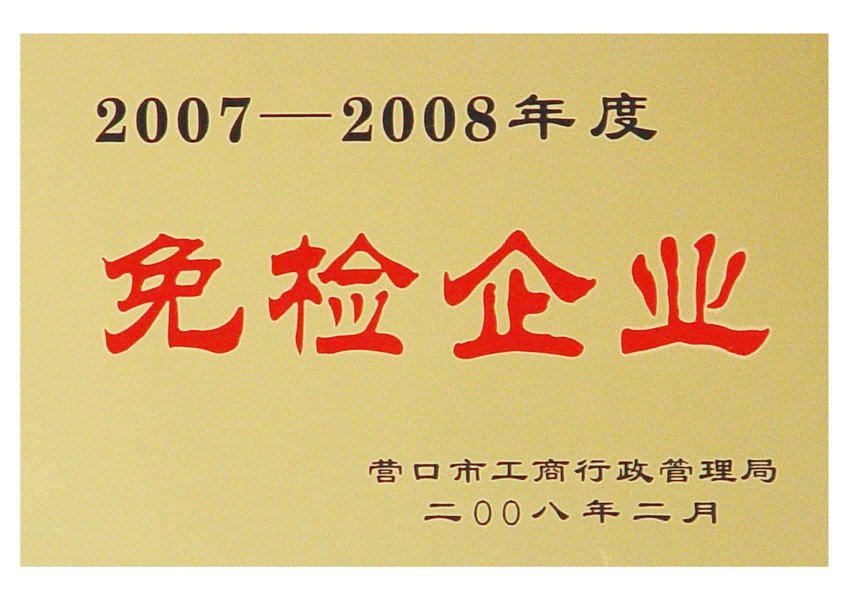 2007—2008年度
免检企业
营口市工商行政管理局
二00八年二月